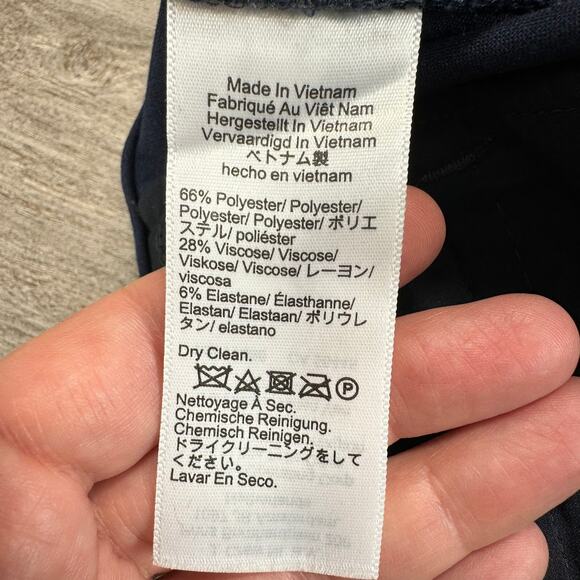 Made In Vietnam
Fabriqué Au Viêt Nam
Hergestellt In Vietnam
Vervaardigd In Vietnam
ベトナム製
hecho en vietnam
66% Polyester/ Polyester/
Polyester/ Polyester/ ポリエ
ステル/ poliéster
28% Viscose/ Viscose/
Viskose/ Viscose/ レーヨン/
viscosa
6% Elastane/ Élasthanne/
Elastan/ Elastaan/ ポリウレ
タン/ elastano
Dry Clean.
P
Nettoyage À Sec.
Chemische Reinigung.
Chemisch Reinigen.
ドライクリーニングをして
ください。
Lavar En Seco.